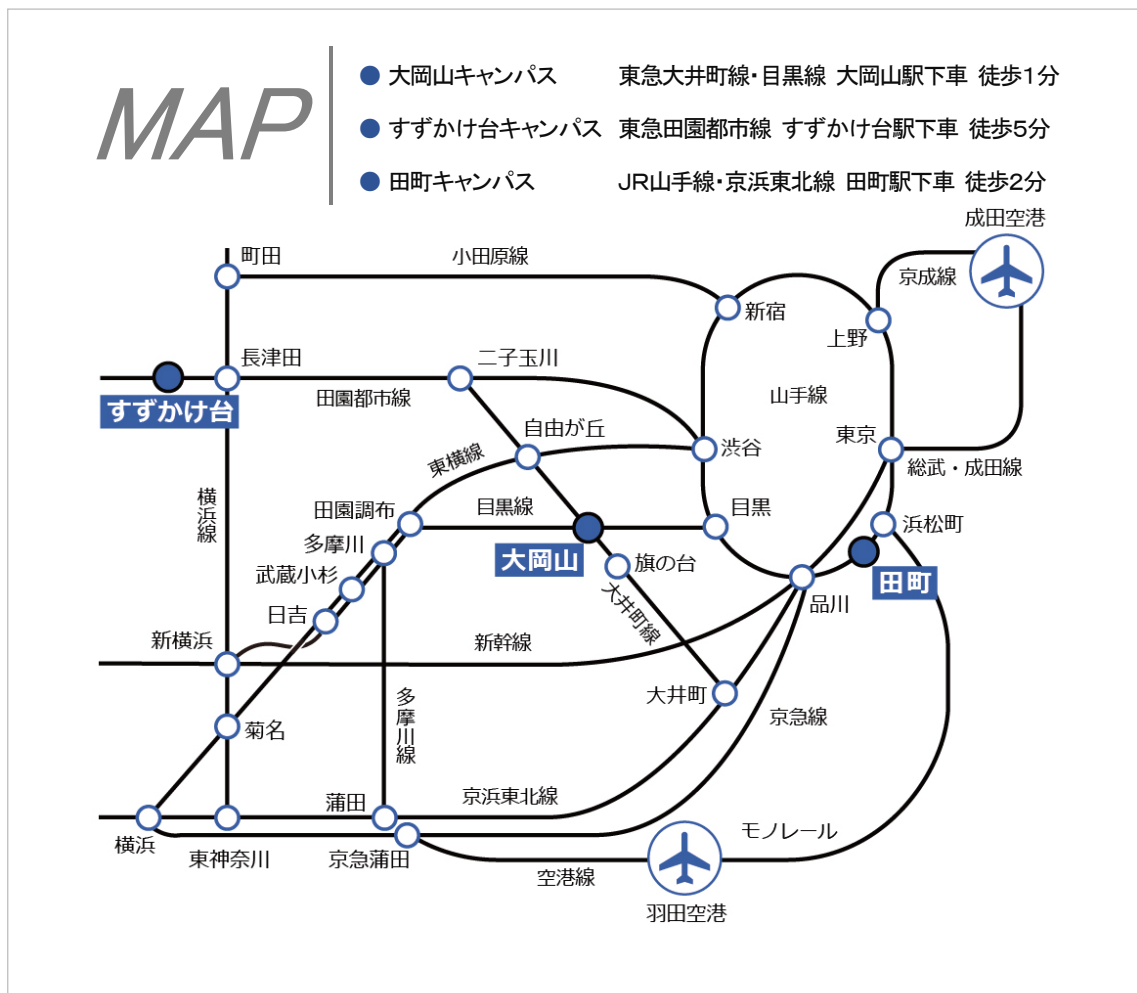 MAP
大岡山キャンパス 東急大井町線・目黒線 大岡山駅下車 徒歩1分
すずかけ台キャンパス 東急田園都市線 すずかけ台駅下車 徒歩5分
田町キャンパス JR山手線・京浜東北線 田町駅下車 徒歩2分
成田空港
町田
小田原線
京成線
新宿
上野
長津田
二子玉川
すずかけ台
田園都市線
山手線
自由が丘
東横線
渋谷
東京
総武・成田線
横浜線
田園調布
目黒線
目黒
浜松町
多摩川
大岡山
旗の台
田町
武蔵小杉
大井町線
品川
日吉
新横浜
新幹線
大井町
多摩川線
京急線
菊名
蒲田
京浜東北線
モノレール
横浜
東神奈川
京急蒲田
空港線
羽田空港